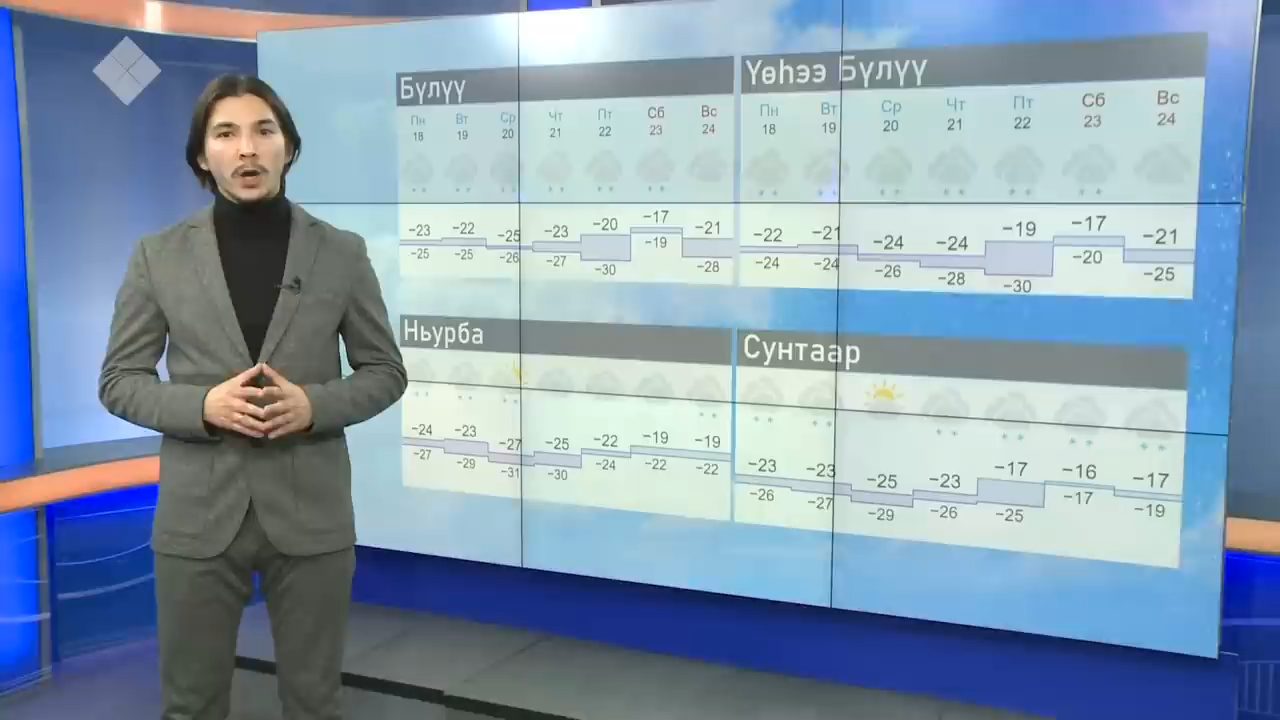 Бүлүү
Пн Вт Ср Чт Пт Сб Вс
18 19 20 21 22 23 24
−23 −22 −25 −23 −20 −17 −21
−25 −25 −26 −27 −30 −19 −28
Үөһээ Бүлүү
Пн Вт Ср Чт Пт Сб Вс
18 19 20 21 22 23 24
−22 −21 −24 −24 −19 −17 −21
−24 −24 −26 −28 −30 −20 −25
Ньурба
−24 −23 −27 −25 −22 −19 −19
−27 −29 −31 −30 −24 −22 −22
Сунтаар
−23 −23 −25 −23 −17 −16 −17
−26 −27 −29 −26 −25 −17 −19